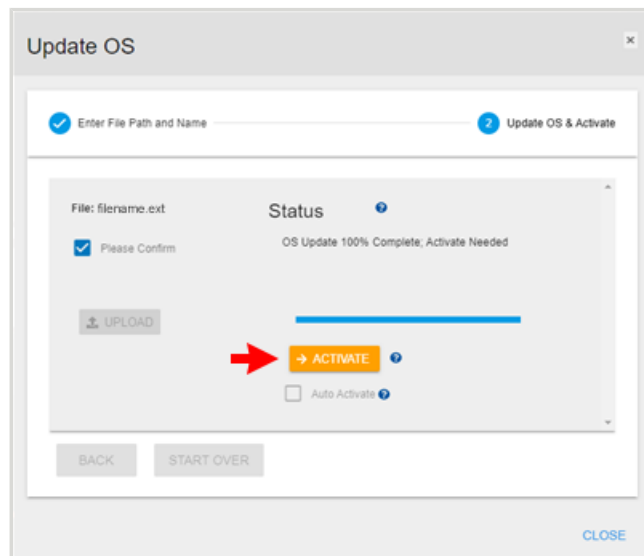 Update OS
Enter File Path and Name
2 Update OS & Activate
File: filename.ext
Status ?
Please Confirm
OS Update 100% Complete; Activate Needed
UPLOAD
ACTIVATE ?
Auto Activate ?
BACK START OVER
CLOSE